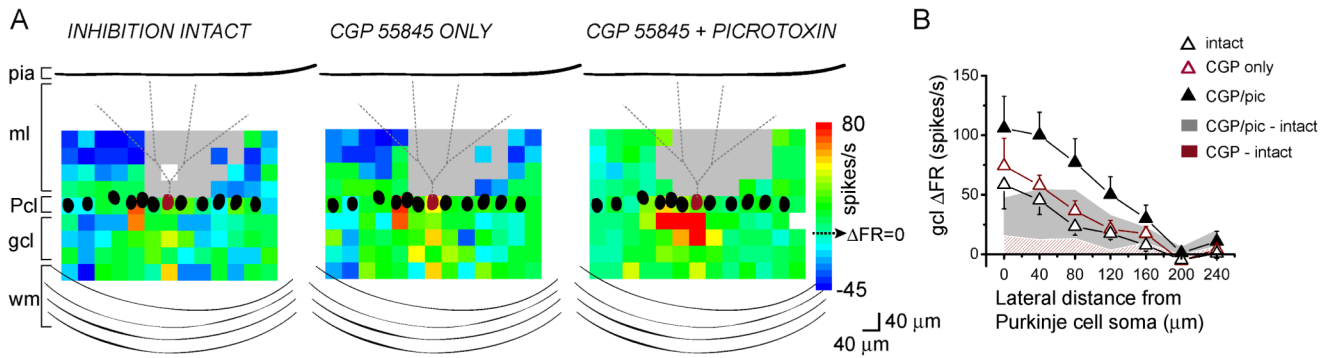 A
INHIBITION INTACT
CGP 55845 ONLY
CGP 55845 + PICROTOXIN
pia
ml
Pcl
gcl
wm
80
spikes/s
ΔFR=0
-45
40 μm
40 μm
B
intact
CGP only
CGP/pic
CGP/pic - intact
CGP - intact
gcl ΔFR (spikes/s)
150
100
50
0
0 40 80 120 160 200 240
Lateral distance from
Purkinje cell soma (μm)